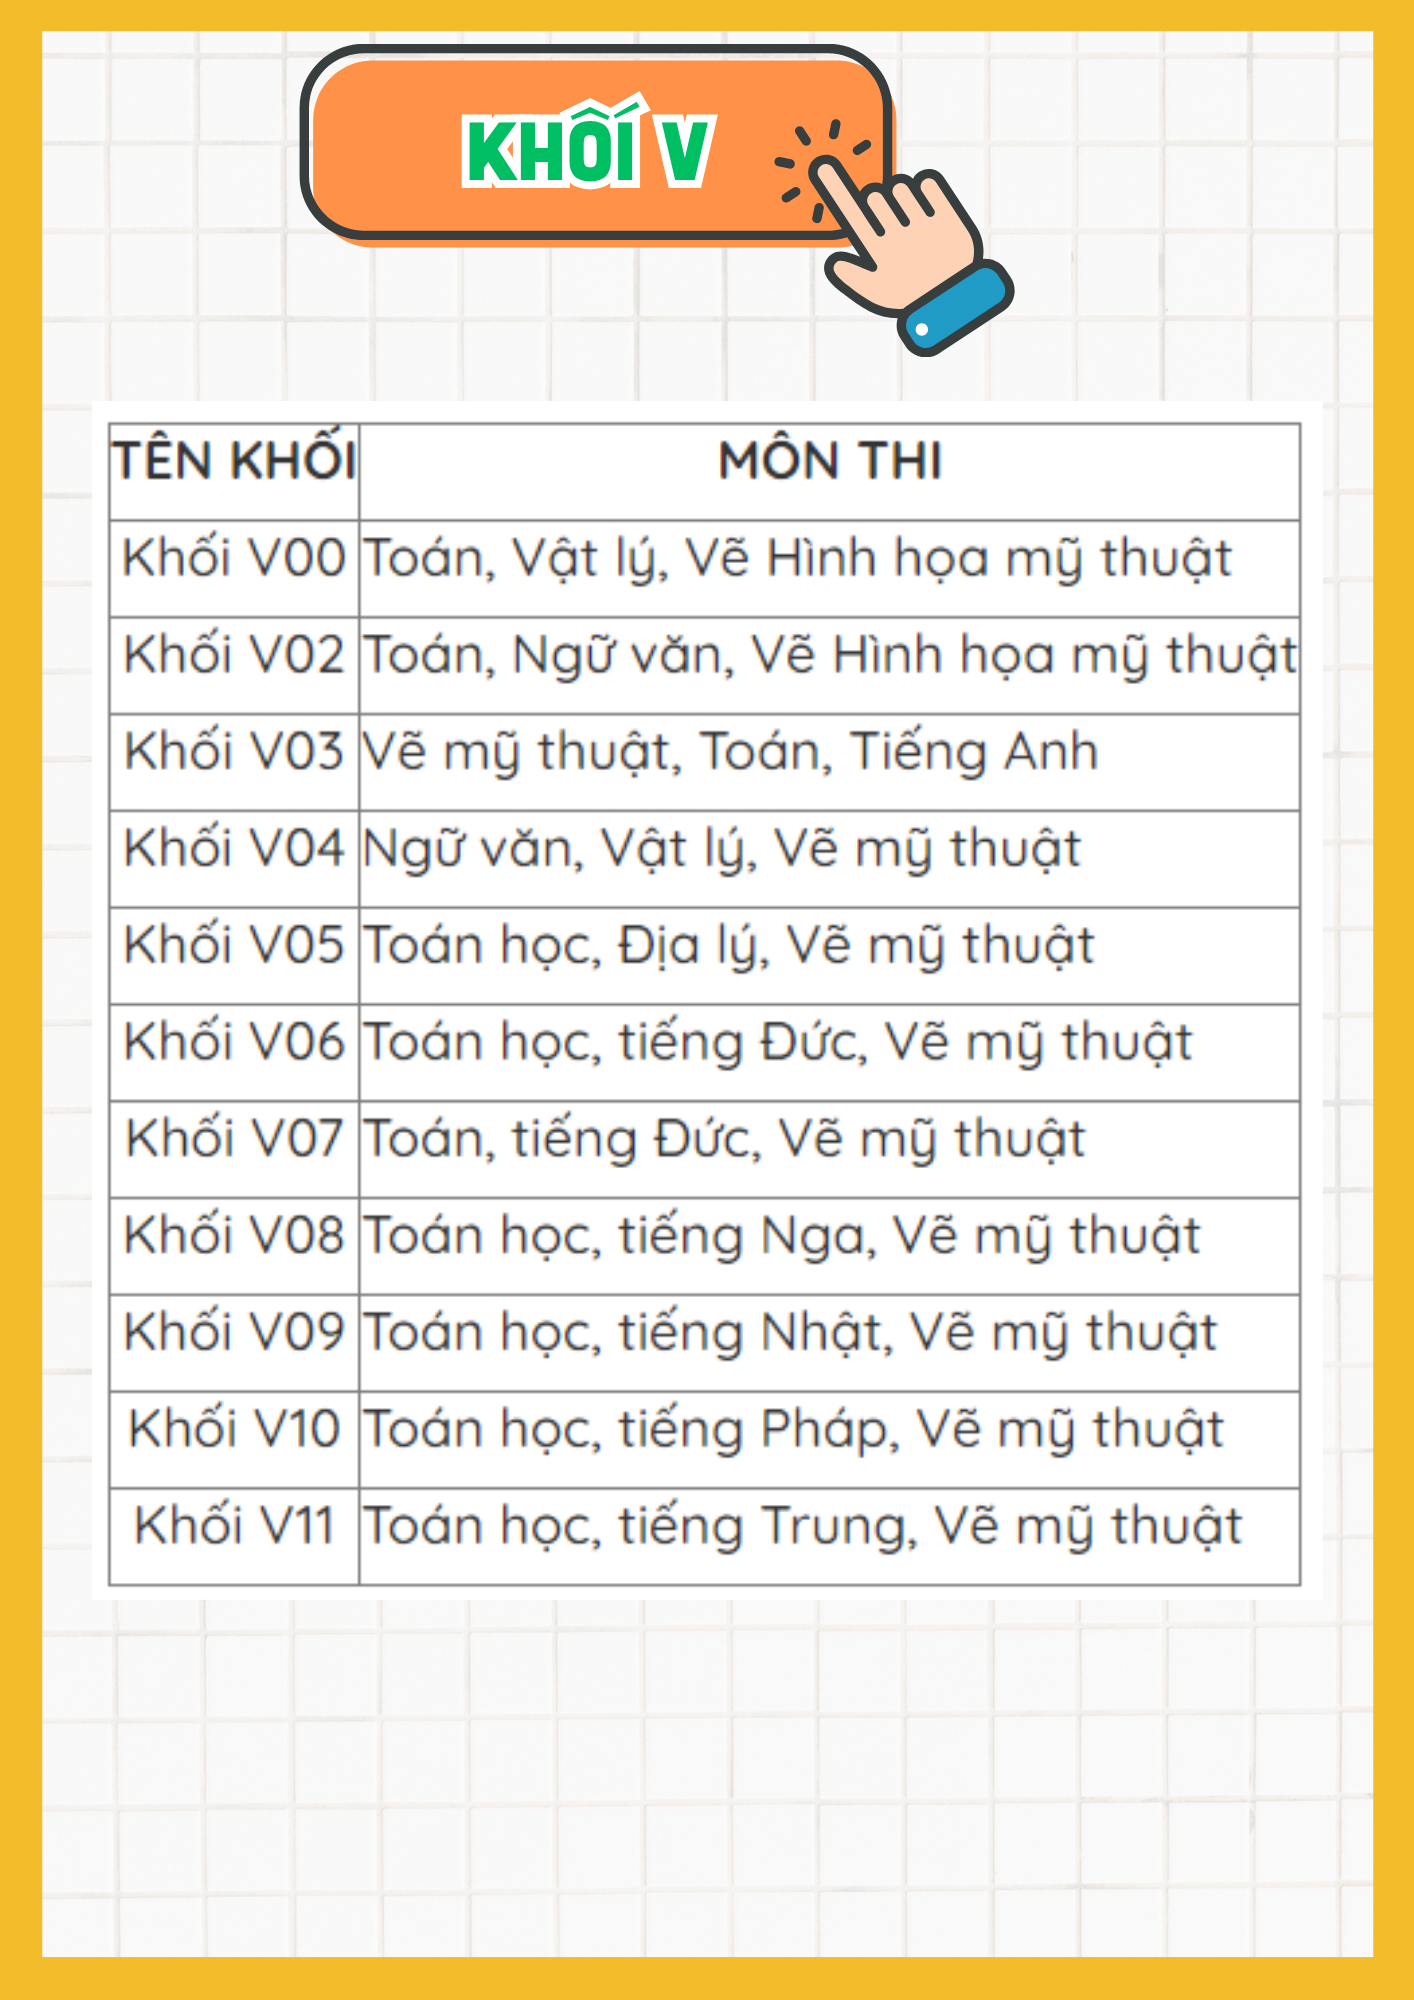 KHỐI V
TÊN KHỐI MÔN THI
Khối V00 Toán, Vật lý, Vẽ Hình họa mỹ thuật
Khối V02 Toán, Ngữ văn, Vẽ Hình họa mỹ thuật
Khối V03 Vẽ mỹ thuật, Toán, Tiếng Anh
Khối V04 Ngữ văn, Vật lý, Vẽ mỹ thuật
Khối V05 Toán học, Địa lý, Vẽ mỹ thuật
Khối V06 Toán học, tiếng Đức, Vẽ mỹ thuật
Khối V07 Toán, tiếng Đức, Vẽ mỹ thuật
Khối V08 Toán học, tiếng Nga, Vẽ mỹ thuật
Khối V09 Toán học, tiếng Nhật, Vẽ mỹ thuật
Khối V10 Toán học, tiếng Pháp, Vẽ mỹ thuật
Khối V11 Toán học, tiếng Trung, Vẽ mỹ thuật